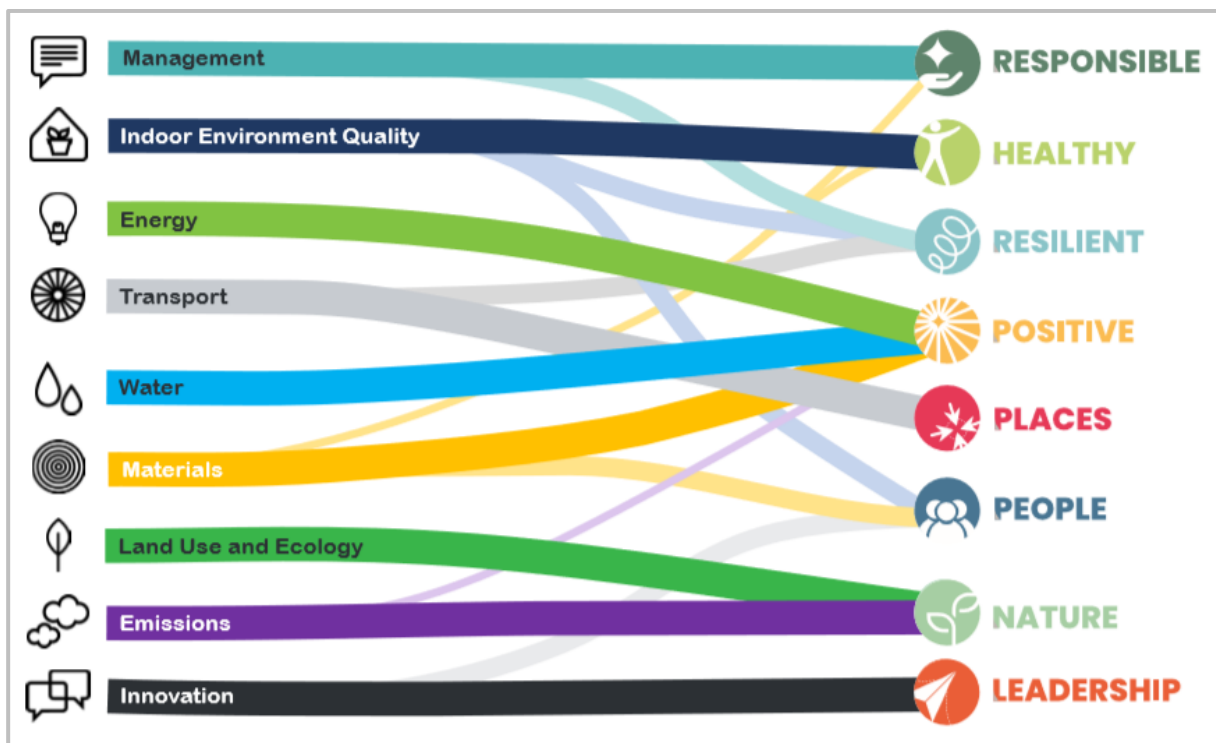 Management
RESPONSIBLE
Indoor Environment Quality
HEALTHY
Energy
RESILIENT
Transport
POSITIVE
Water
PLACES
Materials
PEOPLE
Land Use and Ecology
NATURE
Emissions
LEADERSHIP
Innovation